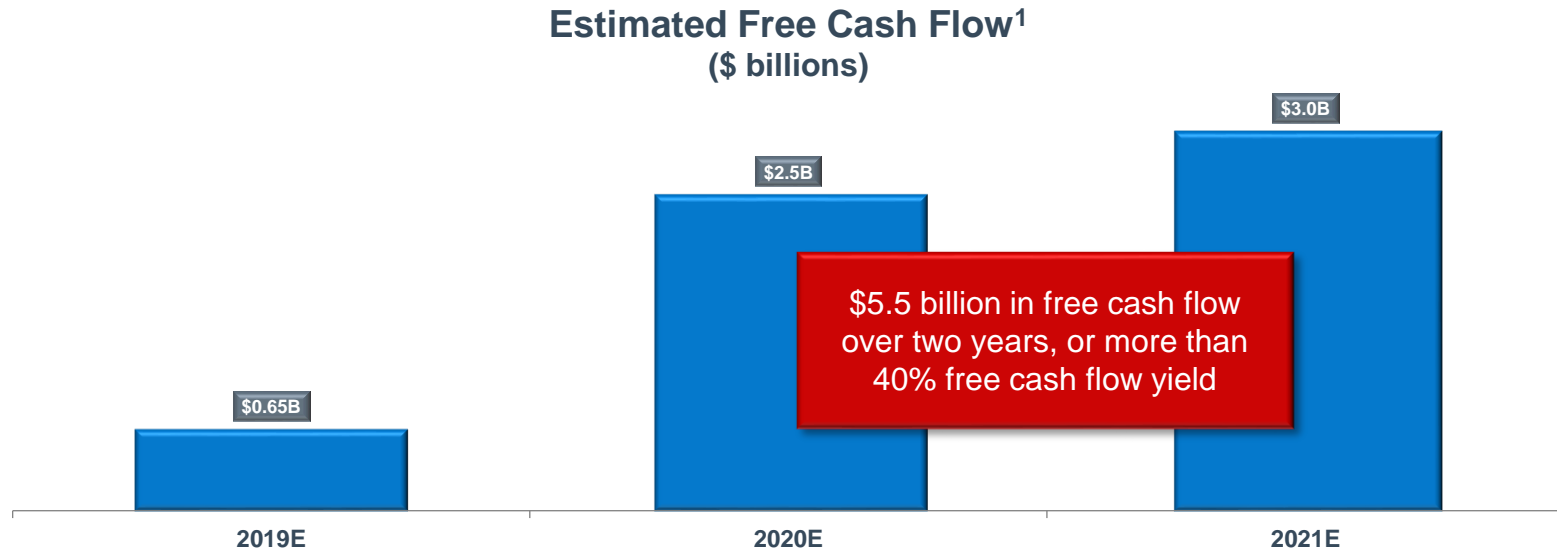 Estimated Free Cash Flow¹
($ billions)
$3.0B
$2.5B
$5.5 billion in free cash flow
over two years, or more than
40% free cash flow yield
$0.65B
2019E
2020E
2021E